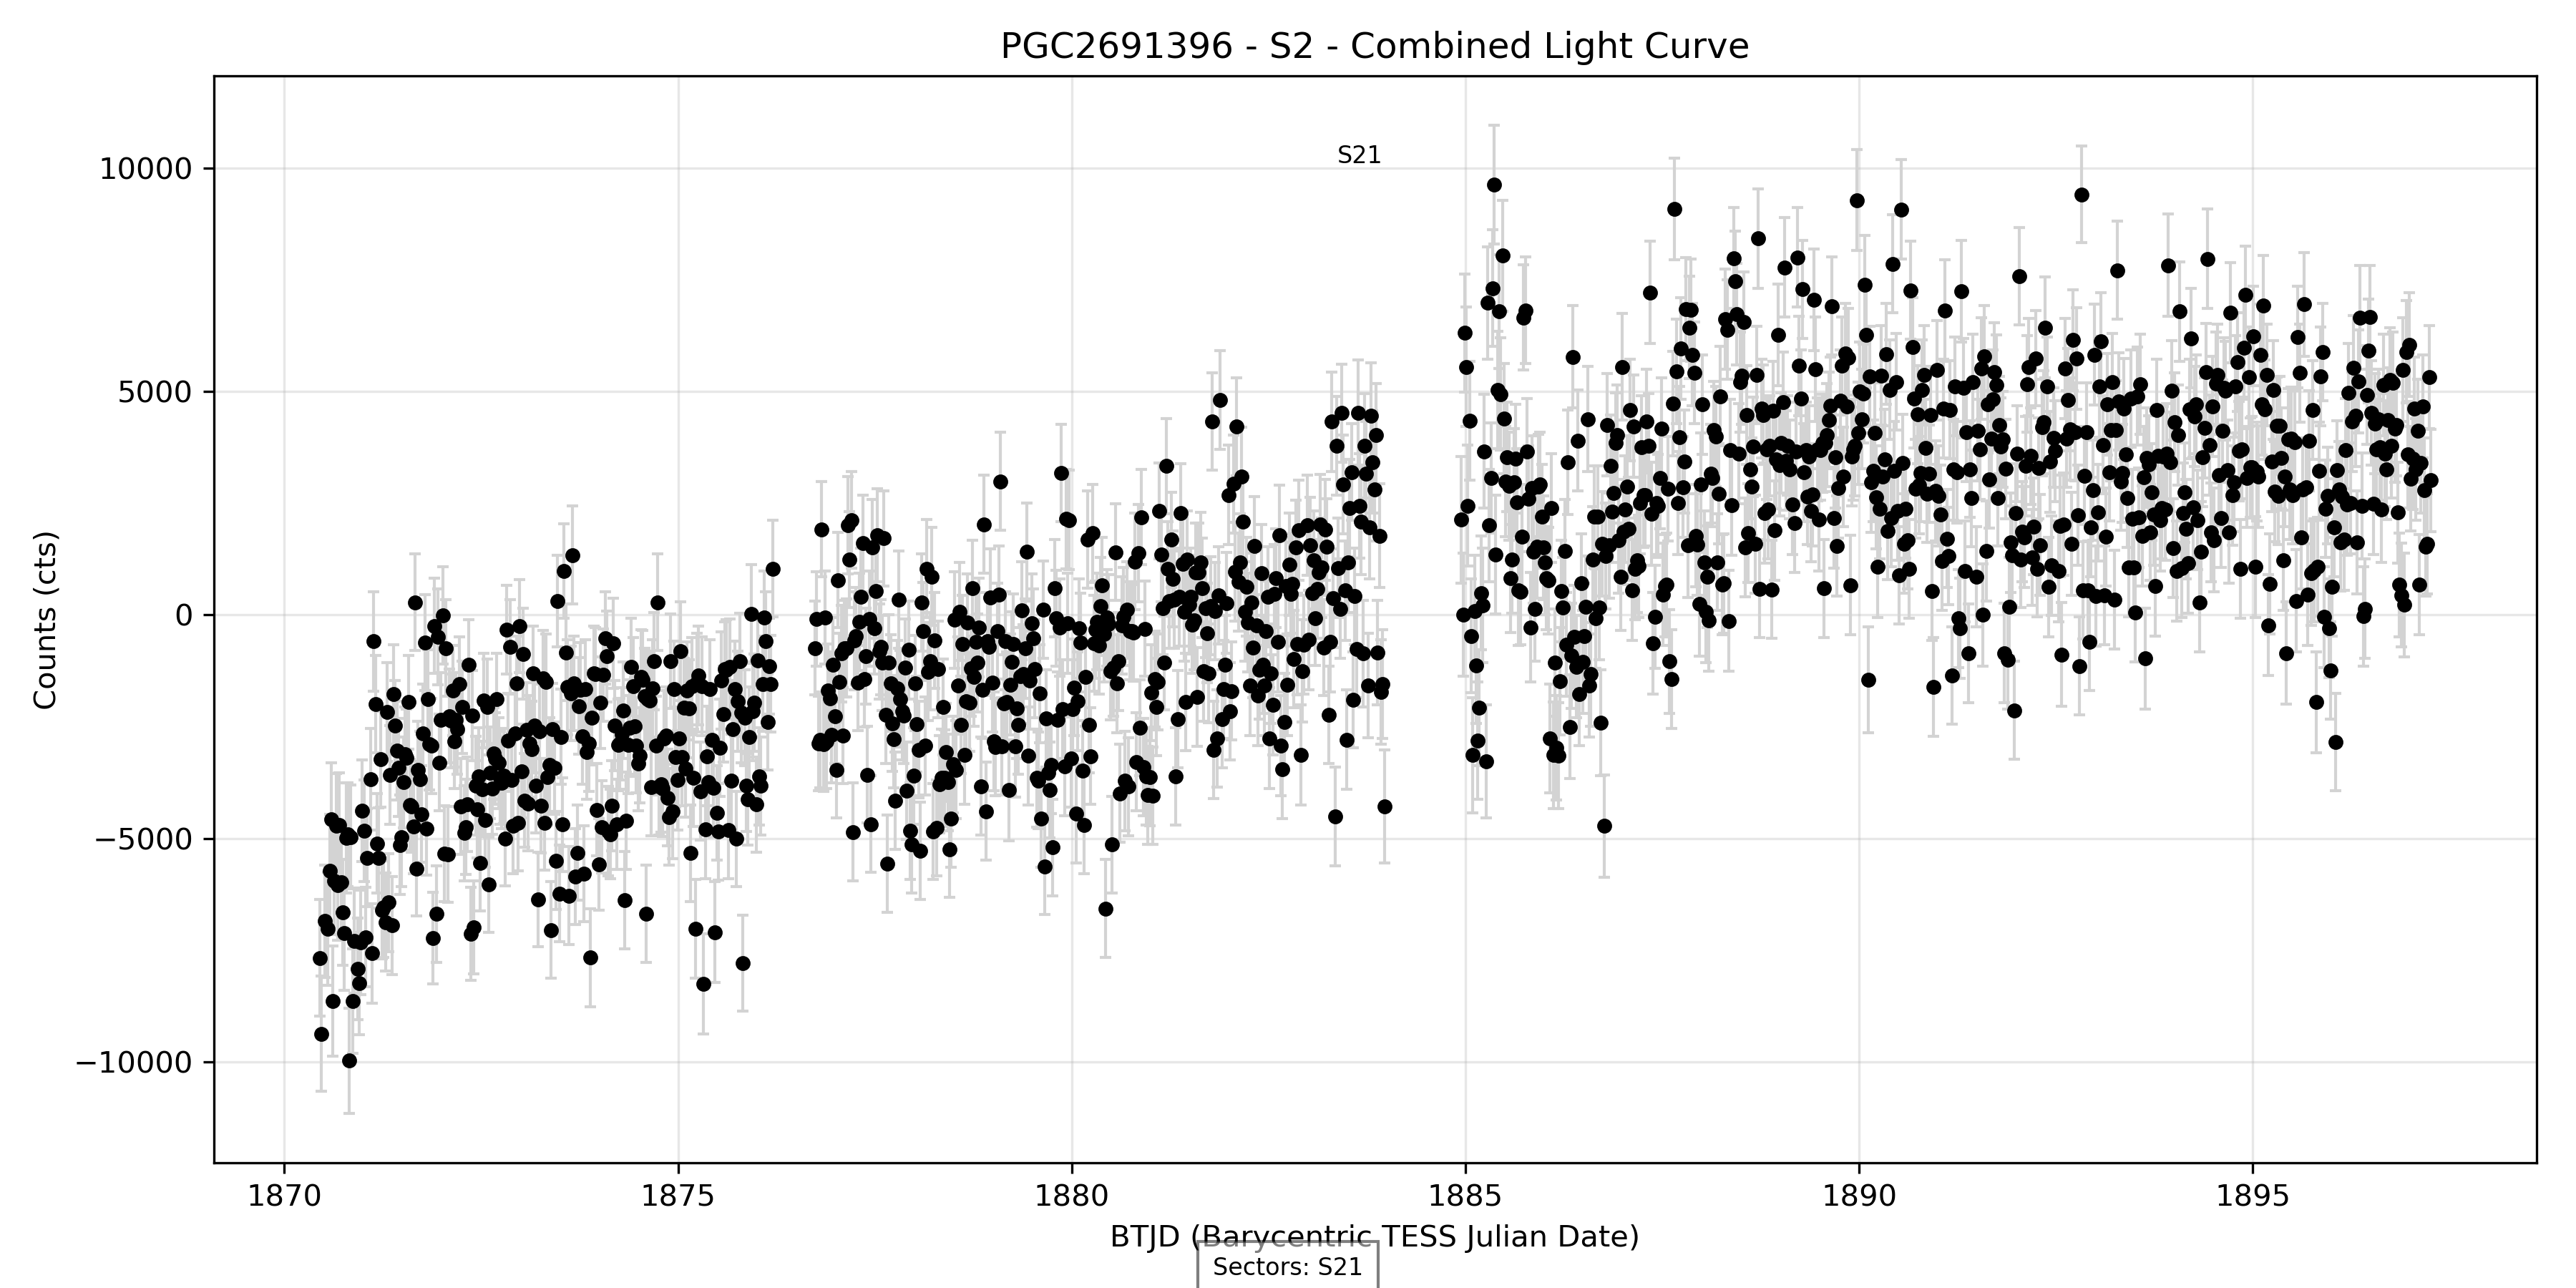 PGC2691396 - S2 - Combined Light Curve
S21
10000
5000
0
−5000
−10000
Counts (cts)
1870 1875 1880 1885 1890 1895
BTJD (Barycentric TESS Julian Date)
Sectors: S21